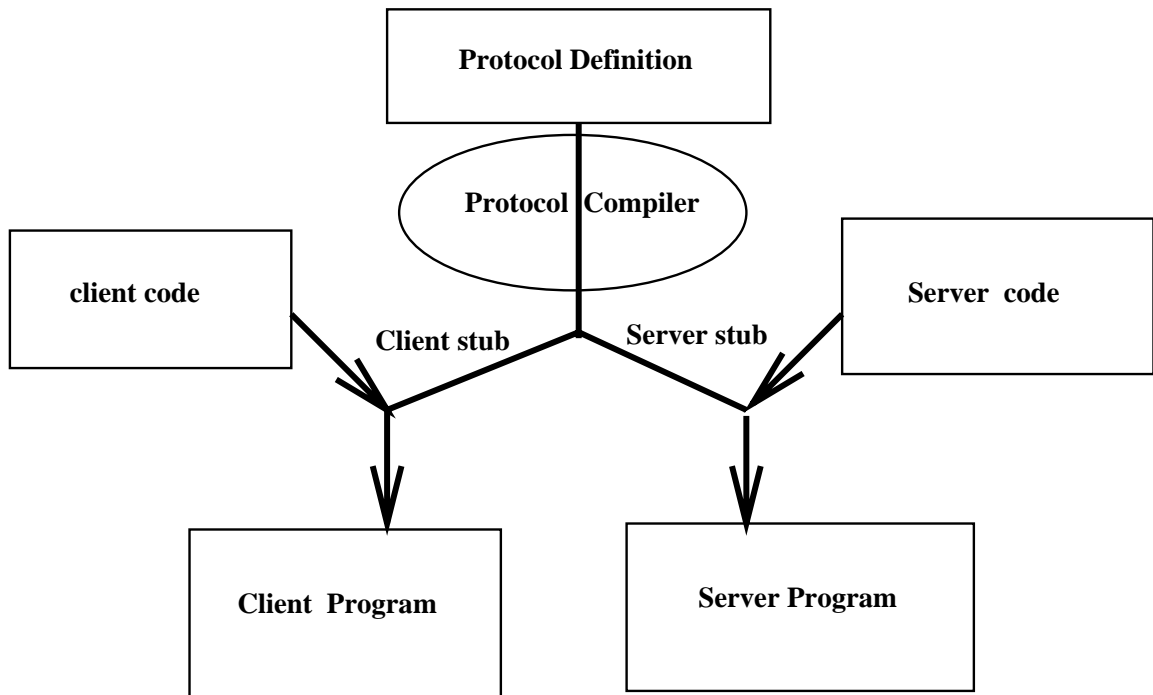 Protocol Definition
Protocol Compiler
client code
Server code
Client stub
Server stub
Client Program
Server Program